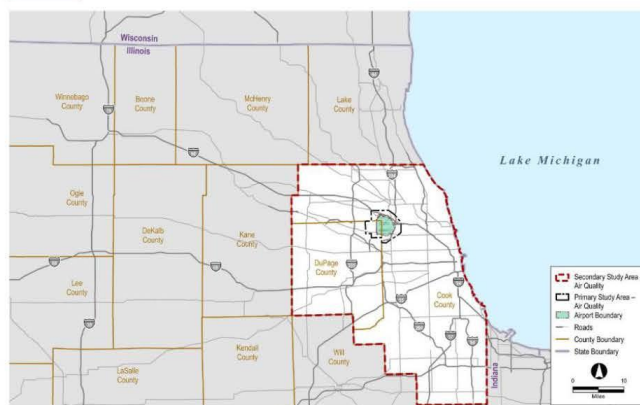 Wisconsin
Illinois
Winnebago
County
Boone
County
McHenry
County
Lake
County
Lake Michigan
Ogle
County
DeKalb
County
Kane
County
DuPage
County
Lee
County
Cook
County
Kendall
County
Will
County
LaSalle
County
Indiana
Secondary Study Area –
Air Quality
Primary Study Area –
Air Quality
Airport Boundary
Roads
County Boundary
State Boundary
0 10
Miles